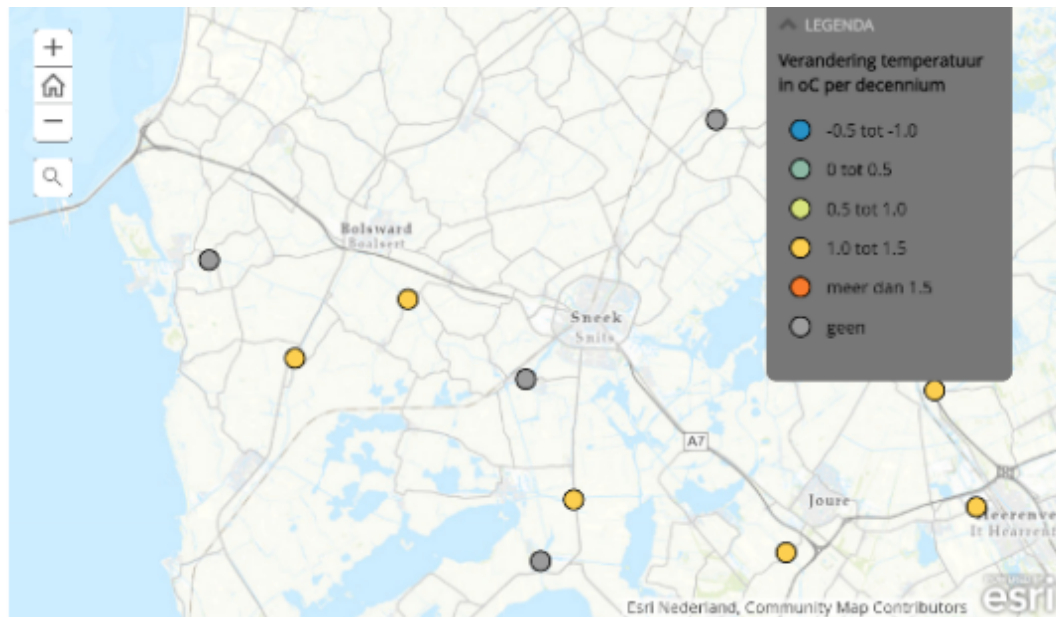 LEGENDA
Verandering temperatuur
in oC per decennium
-0.5 tot -1.0
0 tot 0.5
0.5 tot 1.0
1.0 tot 1.5
meer dan 1.5
geen
Bolsward
Boalsert
Sneek
Snits
A7
Joure
Heerenve
It Hearrent
Esri Nederland, Community Map Contributors
esri